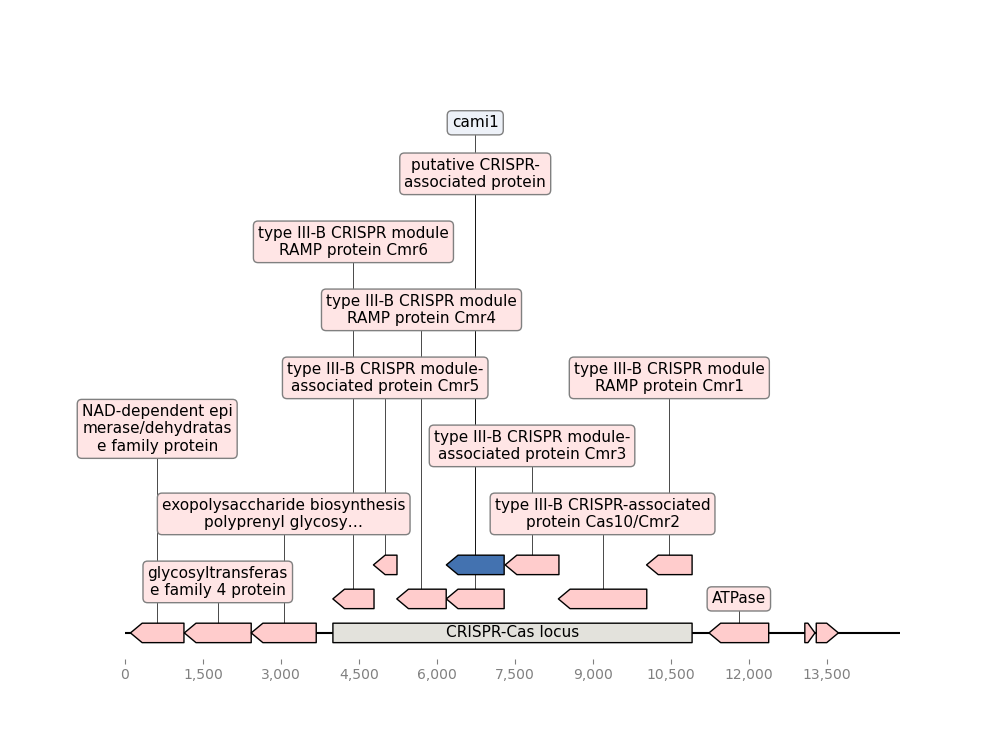 cami1
putative CRISPR-
associated protein
type III-B CRISPR module
RAMP protein Cmr6
type III-B CRISPR module
RAMP protein Cmr4
type III-B CRISPR module-
associated protein Cmr5
type III-B CRISPR module
RAMP protein Cmr1
NAD-dependent epi
merase/dehydratas
e family protein
type III-B CRISPR module-
associated protein Cmr3
exopolysaccharide biosynthesis
polyprenyl glycosy...
type III-B CRISPR-associated
protein Cas10/Cmr2
glycosyltransferas
e family 4 protein
ATPase
CRISPR-Cas locus
0 1,500 3,000 4,500 6,000 7,500 9,000 10,500 12,000 13,500